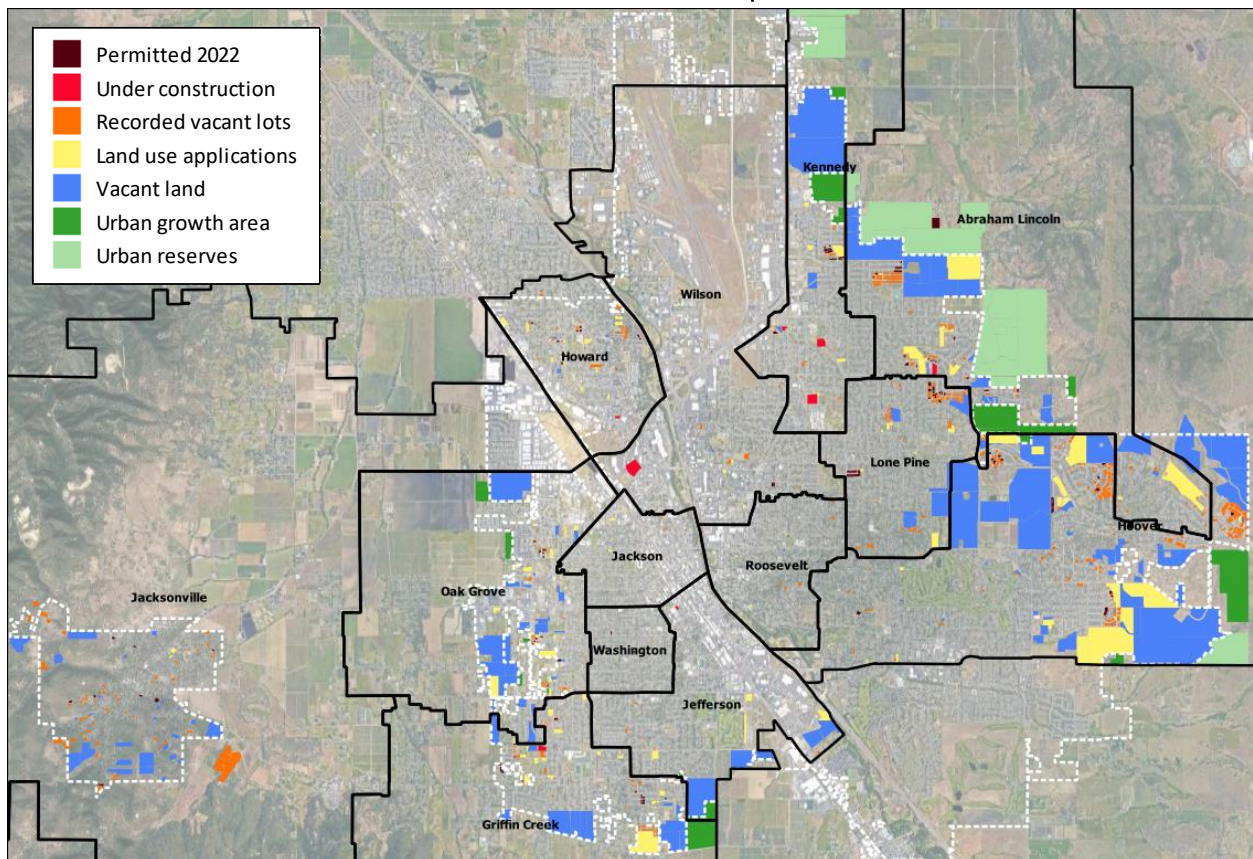 Permitted 2022
Under construction
Recorded vacant lots
Land use applications
Vacant land
Urban growth area
Urban reserves
Kennedy
Abraham Lincoln
Wilson
Howard
Lone Pine
Hoover
Jackson
Roosevelt
Oak Grove
Jacksonville
Washington
Jefferson
Griffin Creek